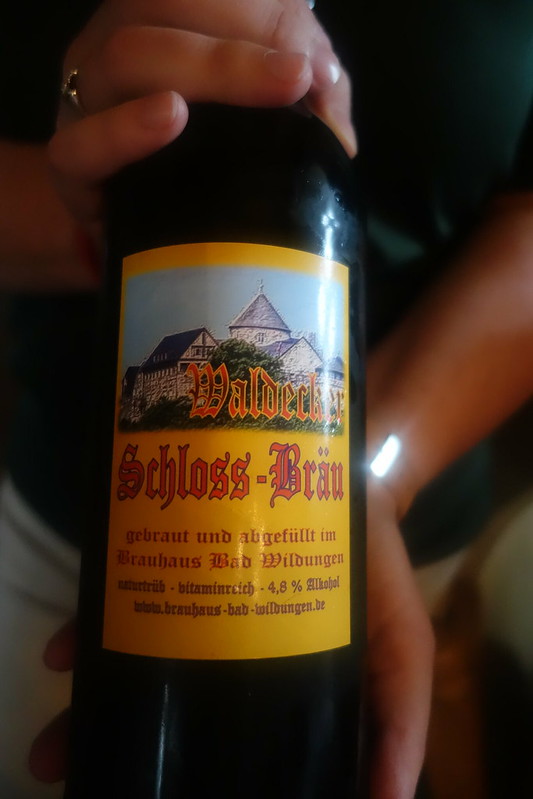 Waldecker
Schloss-Bräu
gebraut und abgefüllt im
Brauhaus Bad Wildungen
naturtrüb - vitaminreich - 4,8 % Alkohol
www.brauhaus-bad-wildungen.de